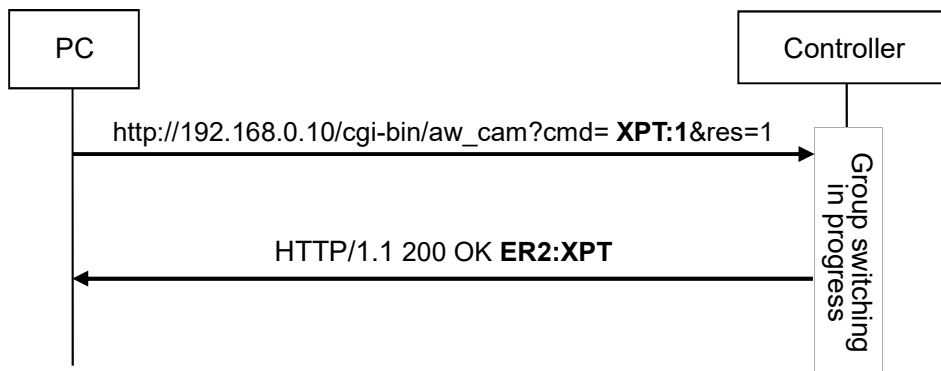 PC
Controller
http://192.168.0.10/cgi-bin/aw_cam?cmd= XPT:1&res=1
Group switching
in progress
HTTP/1.1 200 OK ER2:XPT